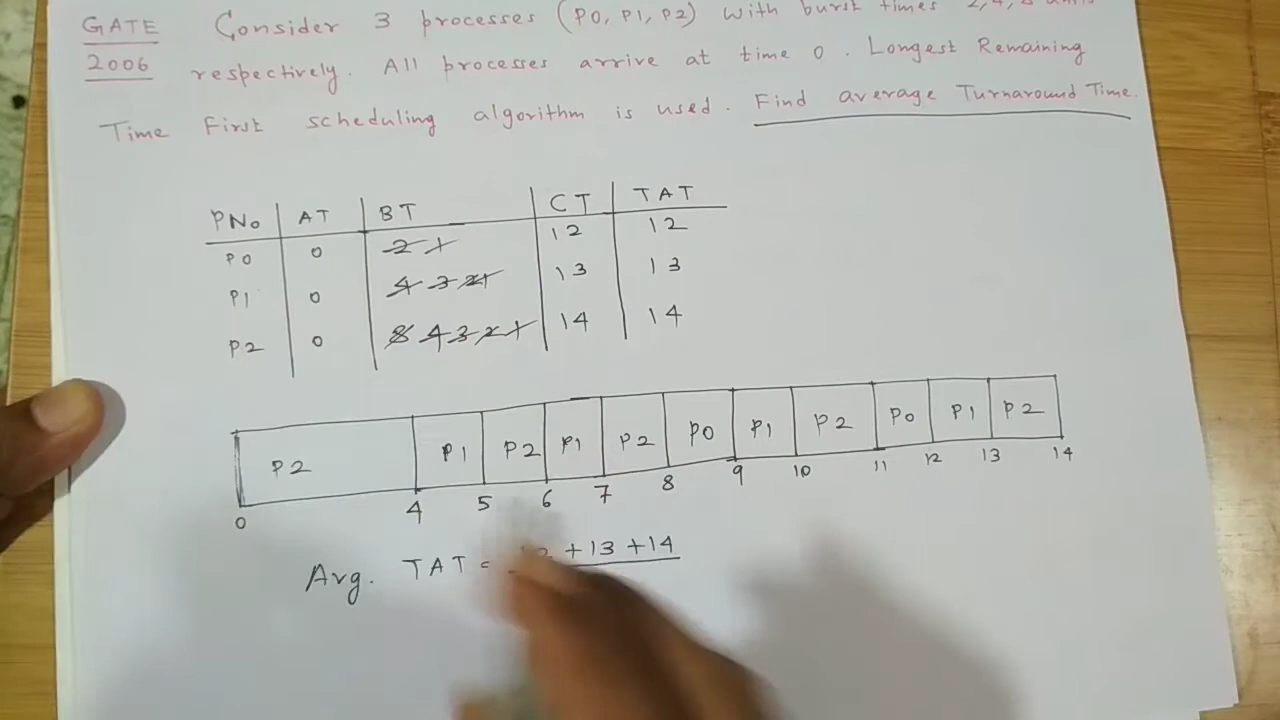 GATE Consider 3 processes (P0, P1, P2) with burst times 2, 4, 8 units
2006 respectively. All processes arrive at time 0. Longest Remaining
Time First scheduling algorithm is used. Find average Turnaround Time.
PNo AT BT CT TAT
P0 0 2 1 12 12
P1 0 4 3 2 1 13 13
P2 0 8 4 3 2 1 14 14
P2 P1 P2 P1 P2 P0 P1 P2 P0 P1 P2
0 4 5 6 7 8 9 10 11 12 13 14
Avg. TAT = +13 +14